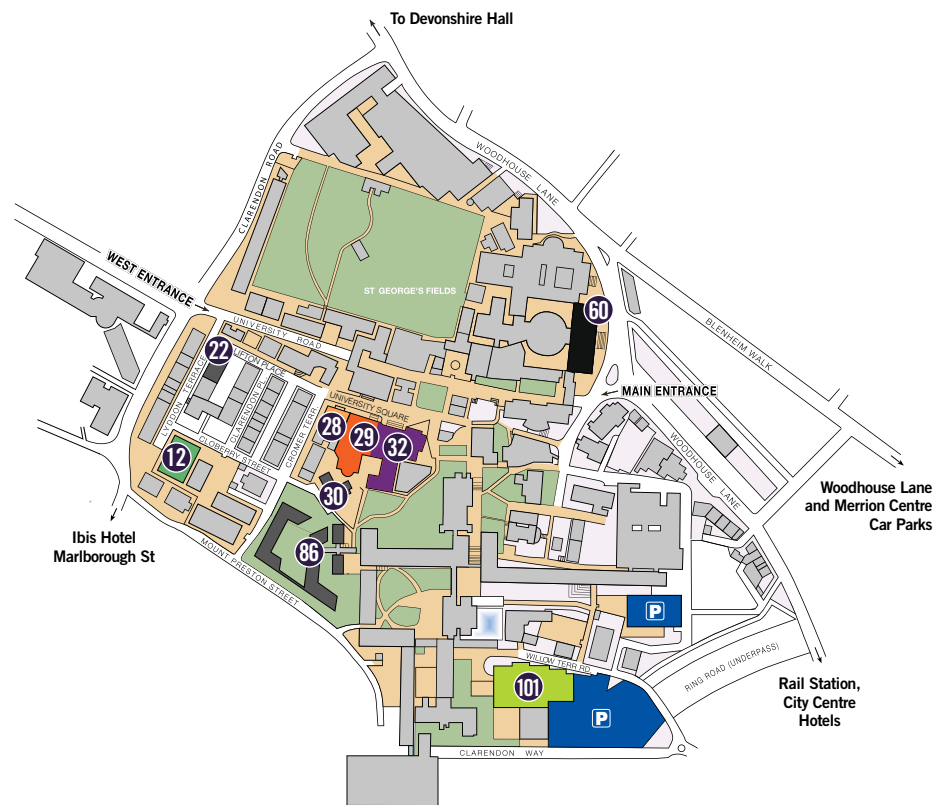 To Devonshire Hall
WOODHOUSE LANE
CLARENDON ROAD
WEST ENTRANCE
ST GEORGE'S FIELDS
60
BLENHEIM WALK
UNIVERSITY ROAD
22
LIFTON PLACE
MAIN ENTRANCE
LYDDON TERRACE
CLARENDON PL
UNIVERSITY SQUARE
CROMER TERR
28
29
32
WOODHOUSE LANE
CLOBERRY STREET
12
Woodhouse Lane
and Merrion Centre
Car Parks
30
Ibis Hotel
Marlborough St
MOUNT PRESTON STREET
86
P
WILLOW TERR RD
RING ROAD (UNDERPASS)
101
P
Rail Station,
City Centre
Hotels
CLARENDON WAY